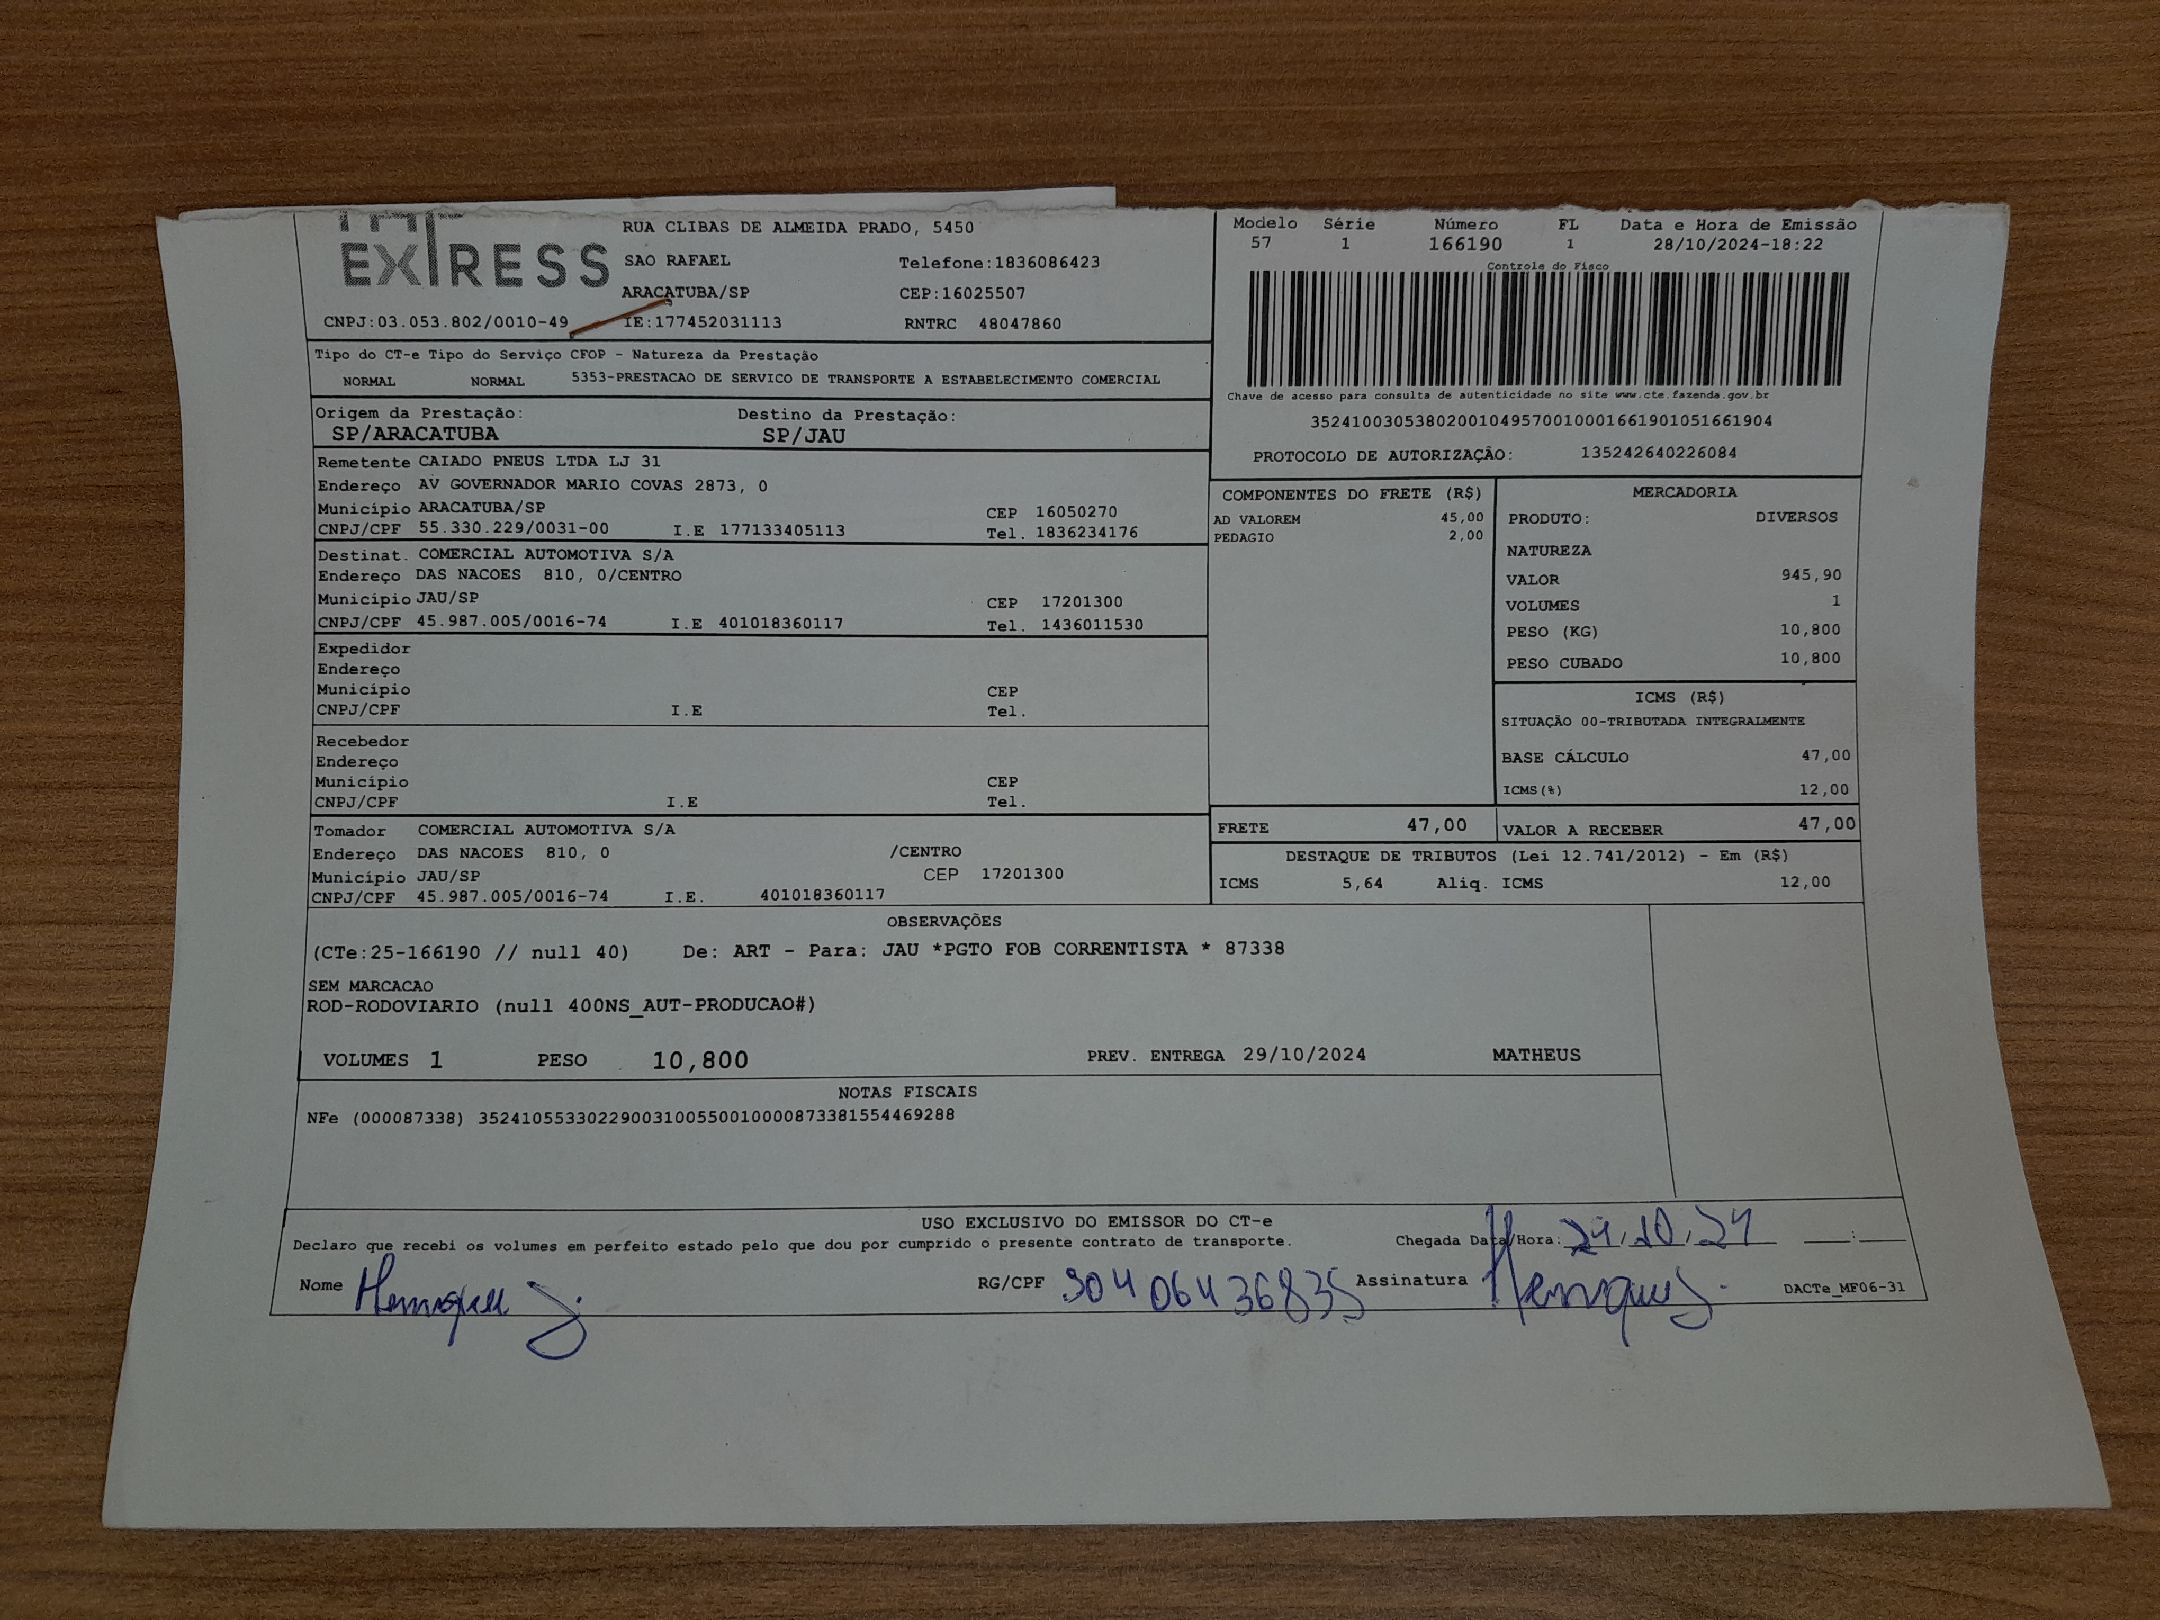 EXPRESS
RUA CLIBAS DE ALMEIDA PRADO, 5450
SAO RAFAEL Telefone:1836086423
ARACATUBA/SP CEP:16025507
CNPJ:03.053.802/0010-49 IE:177452031113 RNTRC 48047860
Modelo Série Número FL Data e Hora de Emissão
57 1 166190 1 28/10/2024-18:22
Controle do Fisco
Chave de acesso para consulta de autenticidade no site www.cte.fazenda.gov.br
35241003053802001049570010001661901051661904
PROTOCOLO DE AUTORIZAÇÃO: 135242640226084
Tipo do CT-e Tipo do Serviço CFOP - Natureza da Prestação
NORMAL NORMAL 5353-PRESTACAO DE SERVICO DE TRANSPORTE A ESTABELECIMENTO COMERCIAL
Origem da Prestação: Destino da Prestação:
SP/ARACATUBA SP/JAU
Remetente CAIADO PNEUS LTDA LJ 31
Endereço AV GOVERNADOR MARIO COVAS 2873, 0
Município ARACATUBA/SP CEP 16050270
CNPJ/CPF 55.330.229/0031-00 I.E 177133405113 Tel. 1836234176
Destinat. COMERCIAL AUTOMOTIVA S/A
Endereço DAS NACOES 810, 0/CENTRO
Município JAU/SP CEP 17201300
CNPJ/CPF 45.987.005/0016-74 I.E 401018360117 Tel. 1436011530
Expedidor
Endereço
Município CEP
CNPJ/CPF I.E Tel.
Recebedor
Endereço
Município CEP
CNPJ/CPF I.E Tel.
Tomador COMERCIAL AUTOMOTIVA S/A
Endereço DAS NACOES 810, 0 /CENTRO
Município JAU/SP CEP 17201300
CNPJ/CPF 45.987.005/0016-74 I.E. 401018360117
COMPONENTES DO FRETE (R$)
AD VALOREM 45,00
PEDAGIO 2,00
MERCADORIA
PRODUTO: DIVERSOS
NATUREZA
VALOR 945,90
VOLUMES 1
PESO (KG) 10,800
PESO CUBADO 10,800
ICMS (R$)
SITUAÇÃO 00-TRIBUTADA INTEGRALMENTE
BASE CÁLCULO 47,00
ICMS(%) 12,00
FRETE 47,00 VALOR A RECEBER 47,00
DESTAQUE DE TRIBUTOS (Lei 12.741/2012) - Em (R$)
ICMS 5,64 Aliq. ICMS 12,00
OBSERVAÇÕES
(CTe:25-166190 // null 40) De: ART - Para: JAU *PGTO FOB CORRENTISTA * 87338
SEM MARCACAO
ROD-RODOVIARIO (null 400NS_AUT-PRODUCAO#)
VOLUMES 1 PESO 10,800 PREV. ENTREGA 29/10/2024 MATHEUS
NOTAS FISCAIS
NFe (000087338) 35241055330229003100550010000873381554469288
USO EXCLUSIVO DO EMISSOR DO CT-e
Declaro que recebi os volumes em perfeito estado pelo que dou por cumprido o presente contrato de transporte. Chegada Data/Hora: 29,10,24 :
Nome RG/CPF 30406436835 Assinatura DACTe_MF06-31